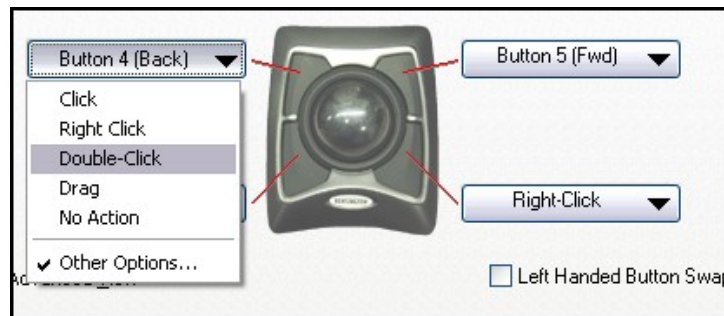 Button 4 (Back)
Button 5 (Fwd)
Click
Right Click
Double-Click
Drag
No Action
Right-Click
Other Options...
Left Handed Button Swap